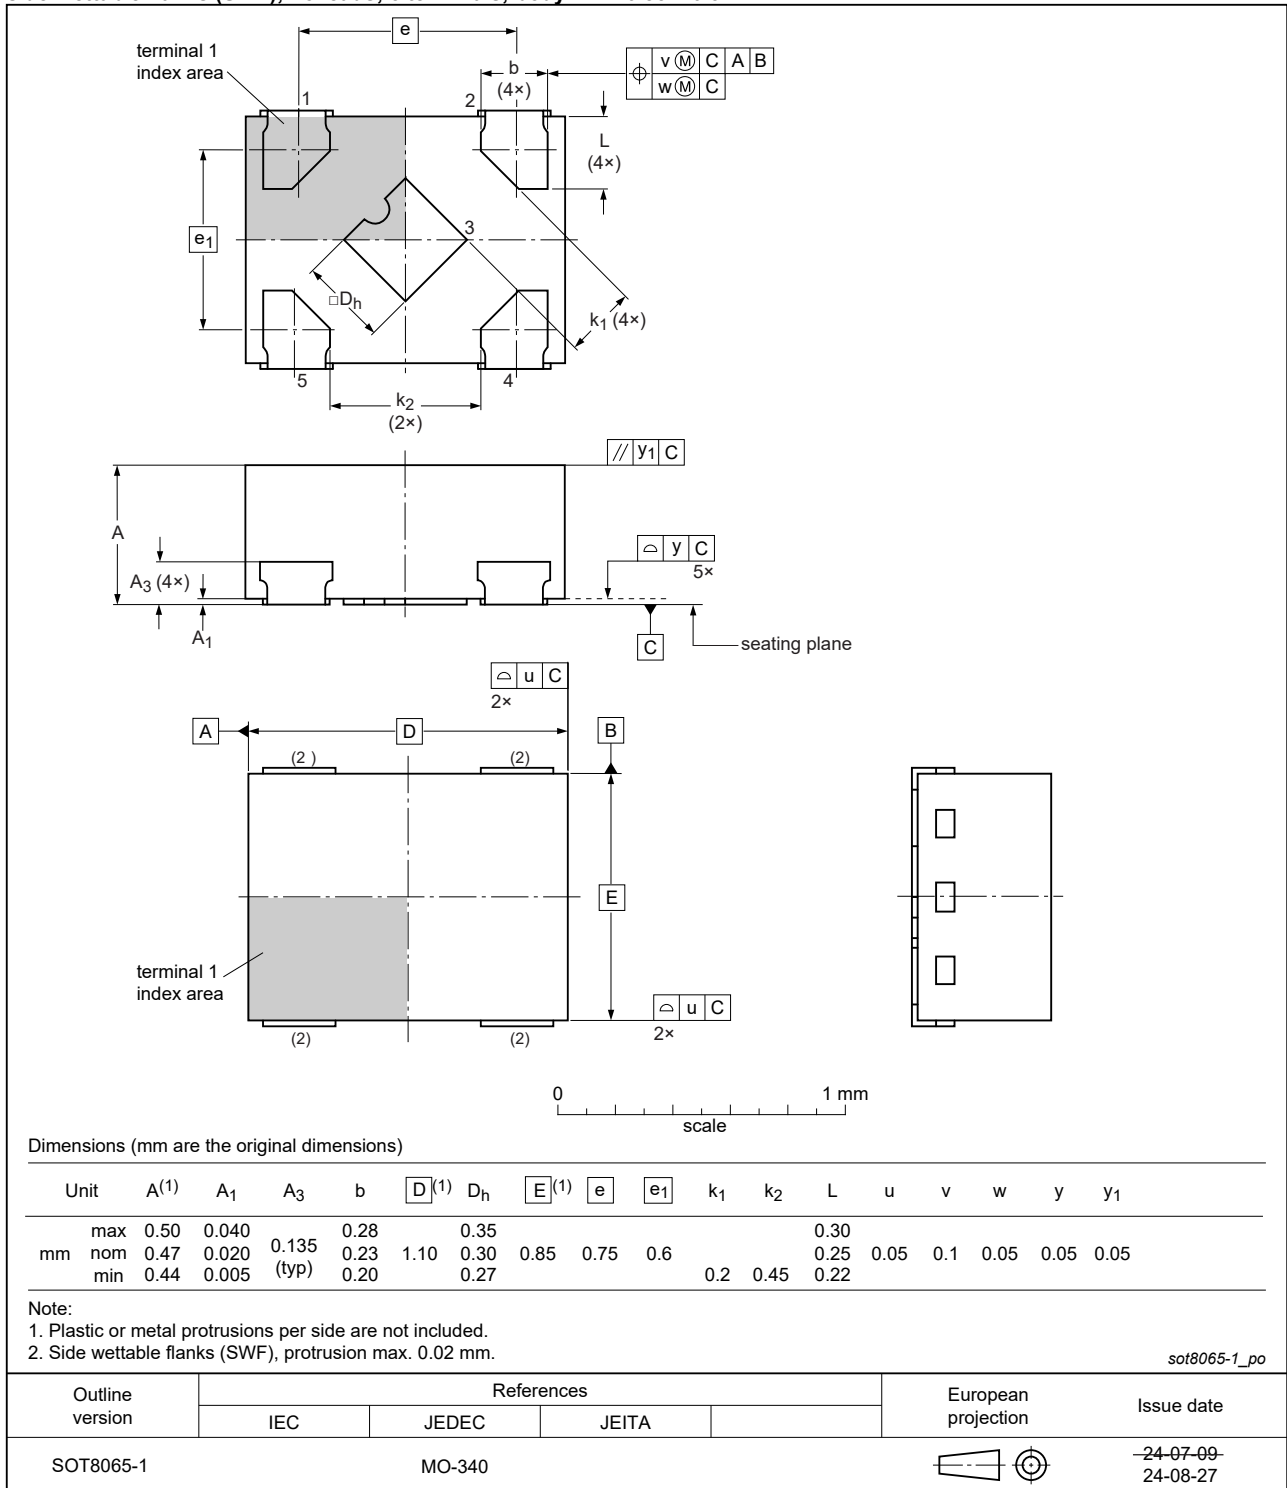 e
terminal 1
index area
b
(4×)
v Ⓜ C A B
w Ⓜ C
1
2
L
(4×)
e1
3
□Dh
k1 (4×)
5
4
k2
(2×)
// y1 C
A
⌓ y C
5×
A3 (4×)
A1
C
seating plane
⌓ u C
2×
A
D
B
(2 )
(2)
E
terminal 1
index area
⌓ u C
2×
(2)
(2)
0
1 mm
scale
Dimensions (mm are the original dimensions)
Unit A(1) A1 A3 b D(1) Dh E(1) e e1 k1 k2 L u v w y y1
max 0.50 0.040 0.28 0.35 0.30
mm nom 0.47 0.020 0.135 (typ) 0.23 1.10 0.30 0.85 0.75 0.6 0.25 0.05 0.1 0.05 0.05 0.05
min 0.44 0.005 0.20 0.27 0.2 0.45 0.22
Note:
1. Plastic or metal protrusions per side are not included.
2. Side wettable flanks (SWF), protrusion max. 0.02 mm.
sot8065-1_po
Outline version
References
European projection
Issue date
IEC JEDEC JEITA
SOT8065-1 MO-340
24-07-09
24-08-27